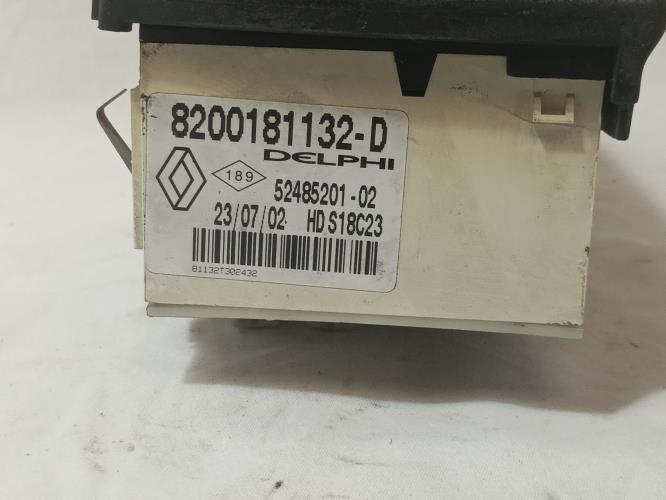 8200181132-D
DELPHI
189
52485201-02
23/07/02 HD S18C23
81132T302432